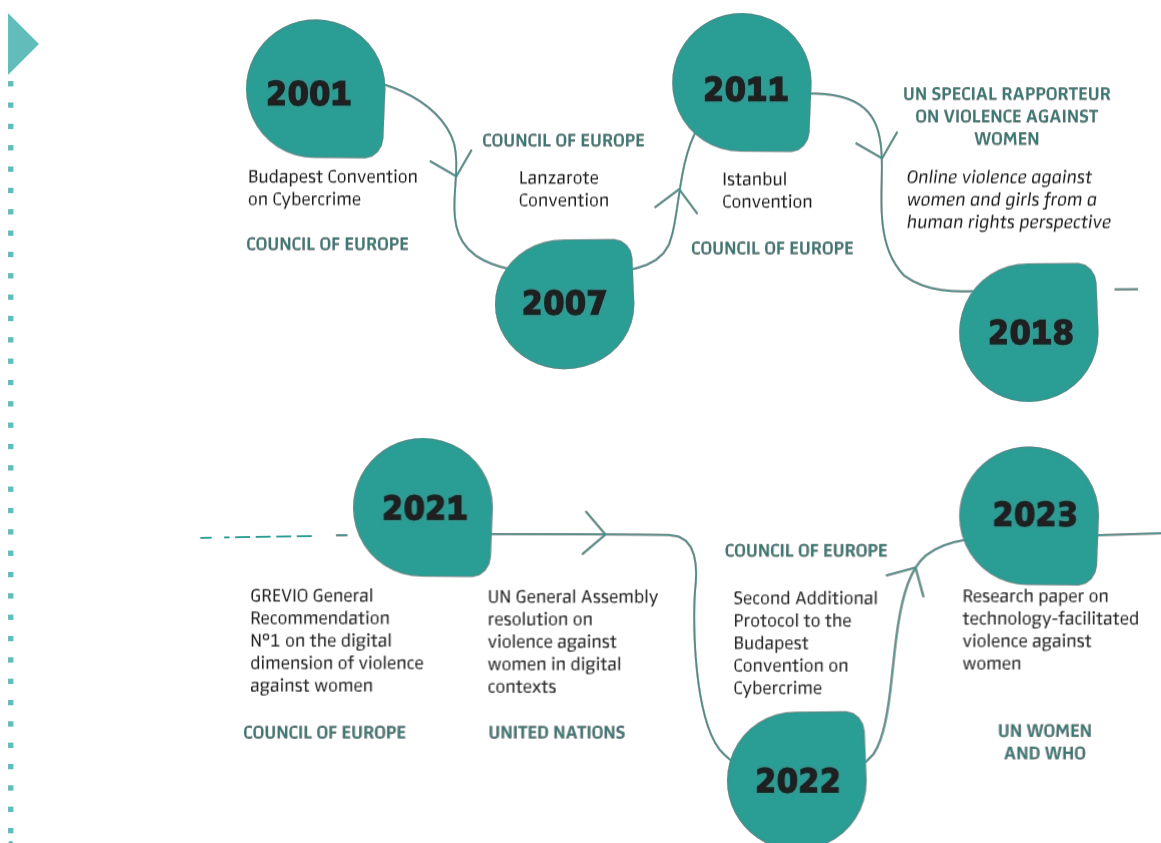 2001
Budapest Convention
on Cybercrime
COUNCIL OF EUROPE
COUNCIL OF EUROPE
Lanzarote
Convention
2007
2011
Istanbul
Convention
COUNCIL OF EUROPE
UN SPECIAL RAPPORTEUR
ON VIOLENCE AGAINST
WOMEN
Online violence against
women and girls from a
human rights perspective
2018
2021
GREVIO General
Recommendation
Nº1 on the digital
dimension of violence
against women
COUNCIL OF EUROPE
UN General Assembly
resolution on
violence against
women in digital
contexts
UNITED NATIONS
COUNCIL OF EUROPE
Second Additional
Protocol to the
Budapest
Convention on
Cybercrime
2022
2023
Research paper on
technology-facilitated
violence against
women
UN WOMEN
AND WHO